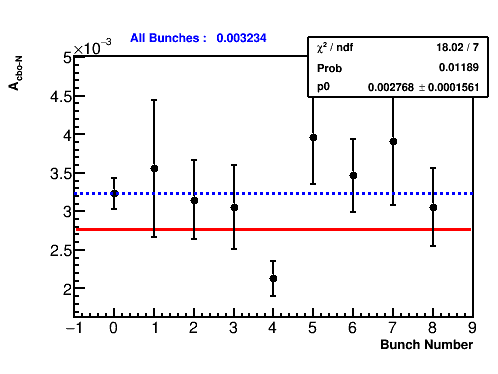 All Bunches :   0.003234
×10⁻³
A_cbo-N
χ² / ndf 18.02 / 7
Prob 0.01189
p0 0.002768 ± 0.0001561
5
4.5
4
3.5
3
2.5
2
−1 0 1 2 3 4 5 6 7 8 9
Bunch Number